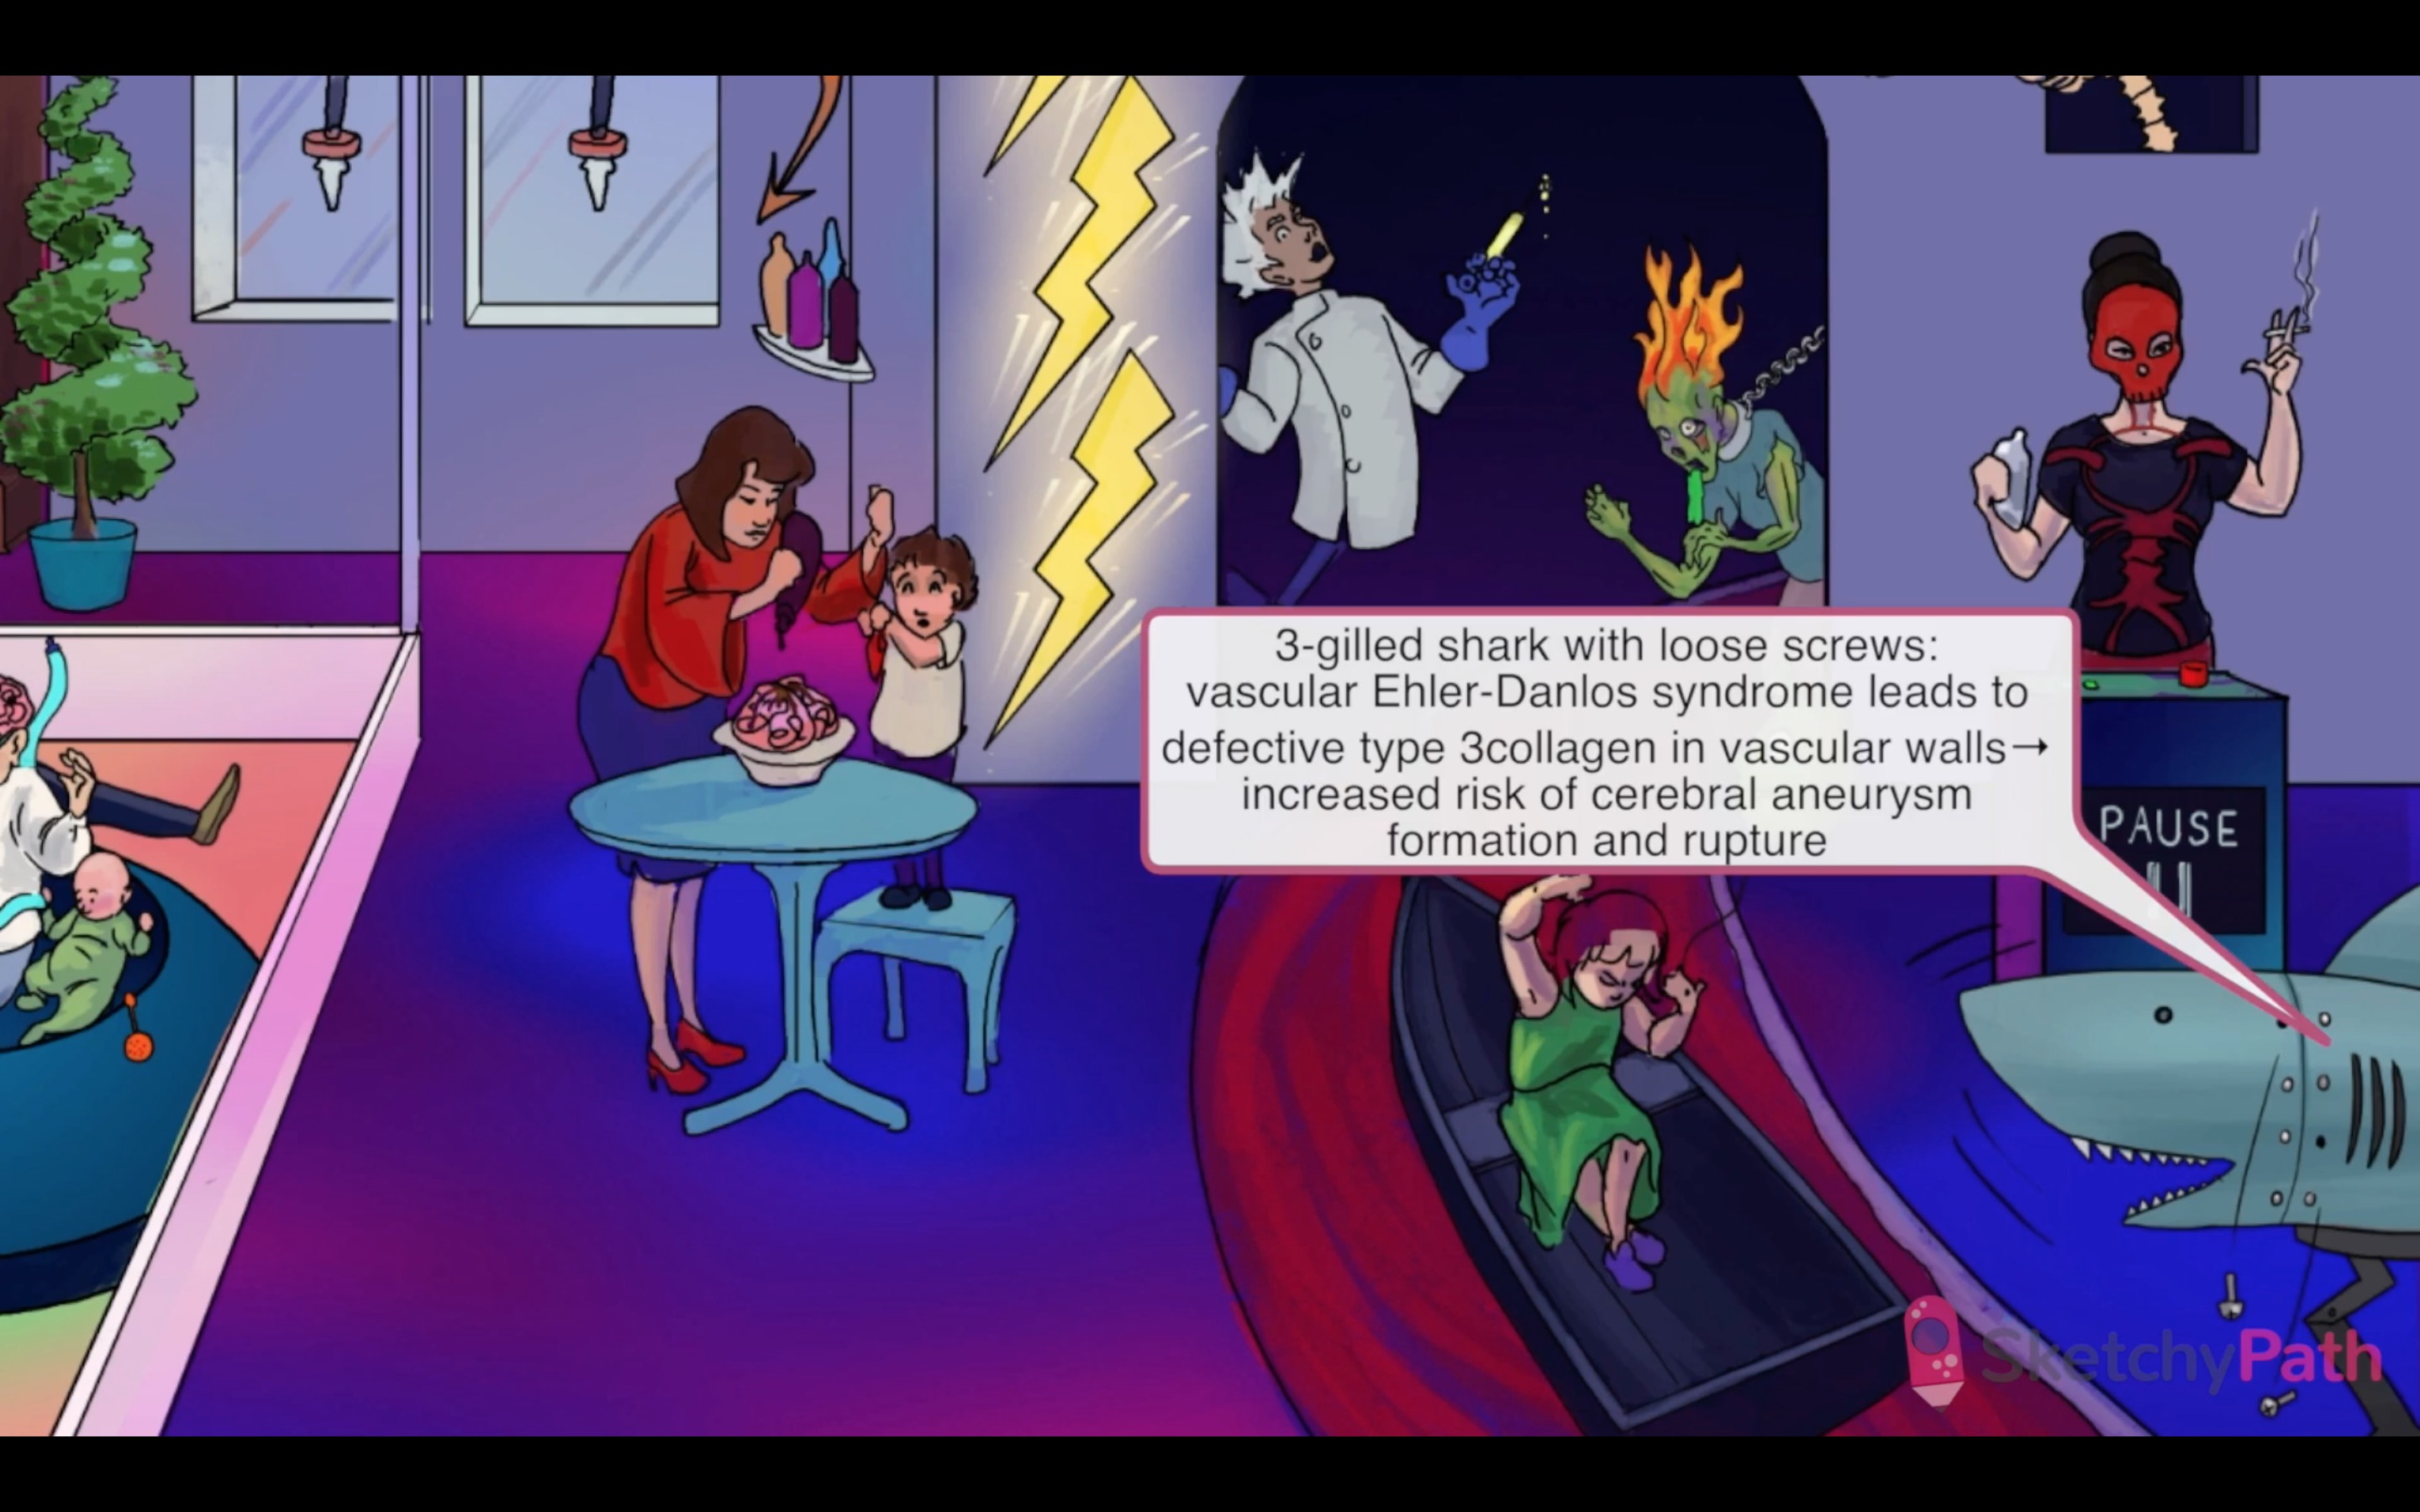 3-gilled shark with loose screws:
vascular Ehler-Danlos syndrome leads to
defective type 3collagen in vascular walls→
increased risk of cerebral aneurysm
formation and rupture
PAUSE
SketchyPath